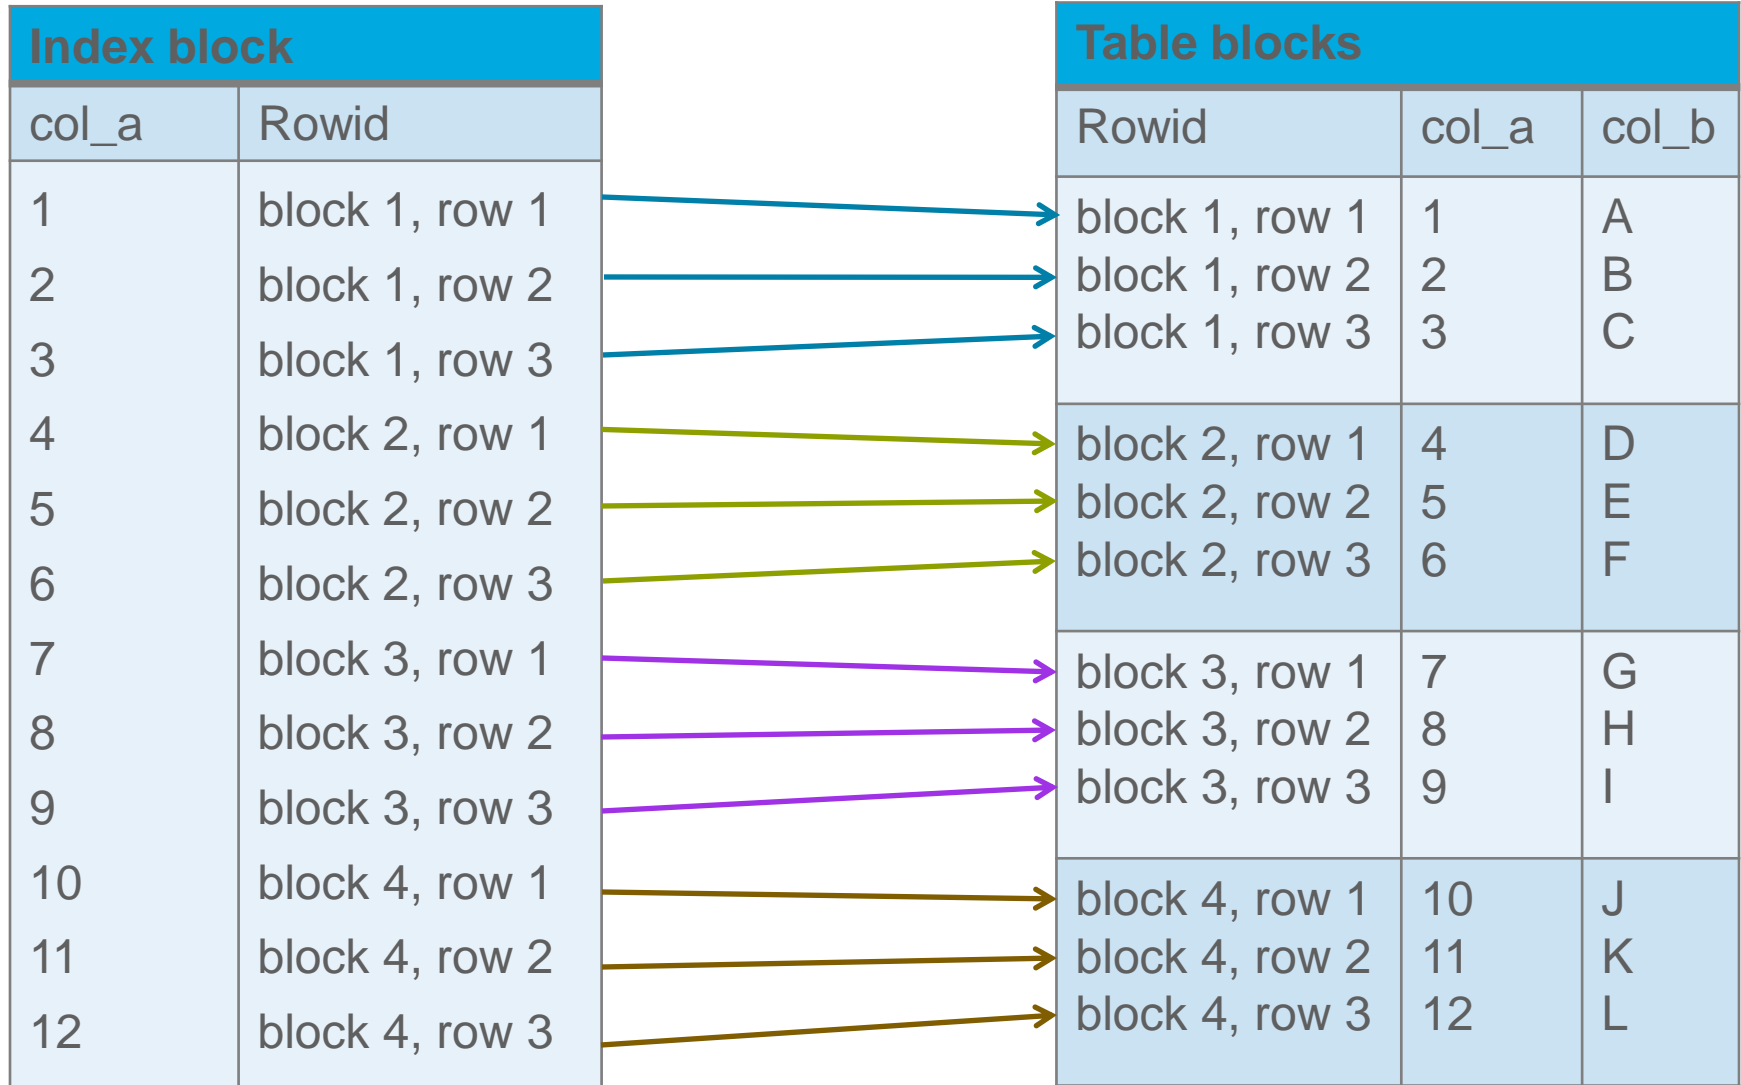 Index block
col_a Rowid
1 block 1, row 1
2 block 1, row 2
3 block 1, row 3
4 block 2, row 1
5 block 2, row 2
6 block 2, row 3
7 block 3, row 1
8 block 3, row 2
9 block 3, row 3
10 block 4, row 1
11 block 4, row 2
12 block 4, row 3
Table blocks
Rowid col_a col_b
block 1, row 1 1 A
block 1, row 2 2 B
block 1, row 3 3 C
block 2, row 1 4 D
block 2, row 2 5 E
block 2, row 3 6 F
block 3, row 1 7 G
block 3, row 2 8 H
block 3, row 3 9 I
block 4, row 1 10 J
block 4, row 2 11 K
block 4, row 3 12 L